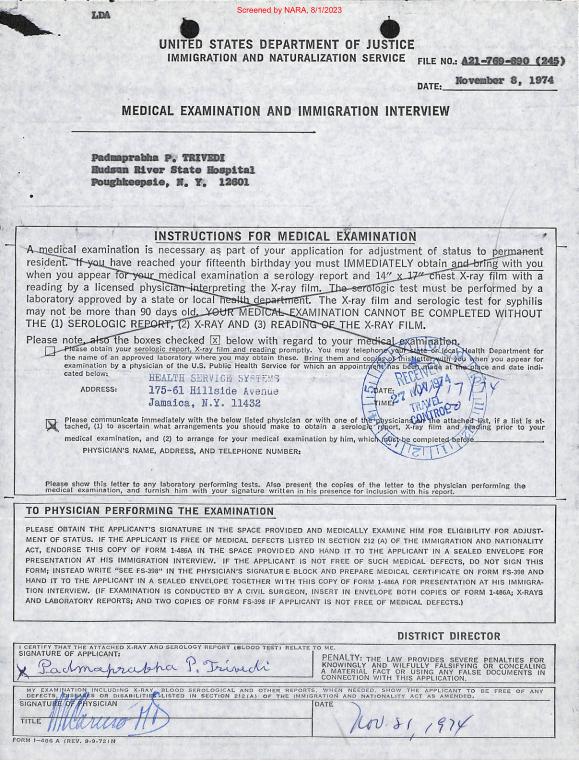 Screened by NARA, 8/1/2023
LDA
UNITED STATES DEPARTMENT OF JUSTICE
IMMIGRATION AND NATURALIZATION SERVICE
FILE NO.: A21-769-890 (245)
DATE: November 8, 1974
MEDICAL EXAMINATION AND IMMIGRATION INTERVIEW
Padmaprabha P. TRIVEDI
Hudson River State Hospital
Poughkeepsie, N. Y. 12601
INSTRUCTIONS FOR MEDICAL EXAMINATION
A medical examination is necessary as part of your application for adjustment of status to permanent
resident. If you have reached your fifteenth birthday you must IMMEDIATELY obtain and bring with you
when you appear for your medical examination a serology report and 14" x 17" chest X-ray film with a
reading by a licensed physician interpreting the X-ray film. The serologic test must be performed by a
laboratory approved by a state or local health department. The X-ray film and serologic test for syphilis
may not be more than 90 days old. YOUR MEDICAL EXAMINATION CANNOT BE COMPLETED WITHOUT
THE (1) SEROLOGIC REPORT, (2) X-RAY AND (3) READING OF THE X-RAY FILM.
Please note, also the boxes checked X below with regard to your medical examination.
Please obtain your serologic report, X-ray film and reading promptly. You may telephone your state or local Health Department for
the name of an approved laboratory where you may obtain these. Bring them and copies of this letter with you when you appear for
examination by a physician of the U.S. Public Health Service for which an appointment has been made at the place and date indi-
cated below:
HEALTH SERVICE SYSTEMS
ADDRESS: 175-61 Hillside Avenue
Jamaica, N.Y. 11432
DATE:
TIME:
RECEIVED
27 NOV 1974
TRAVEL
CONTROL
Please communicate immediately with the below listed physician or with one of the physicians on the attached list, if a list is at-
tached, (1) to ascertain what arrangements you should make to obtain a serologic report, X-ray film and reading prior to your
medical examination, and (2) to arrange for your medical examination by him, which must be completed before
PHYSICIAN'S NAME, ADDRESS, AND TELEPHONE NUMBER:
Please show this letter to any laboratory performing tests. Also present the copies of the letter to the physician performing the
medical examination, and furnish him with your signature written in his presence for inclusion with his report.
TO PHYSICIAN PERFORMING THE EXAMINATION
PLEASE OBTAIN THE APPLICANT'S SIGNATURE IN THE SPACE PROVIDED AND MEDICALLY EXAMINE HIM FOR ELIGIBILITY FOR ADJUST-
MENT OF STATUS. IF THE APPLICANT IS FREE OF MEDICAL DEFECTS LISTED IN SECTION 212 (A) OF THE IMMIGRATION AND NATIONALITY
ACT, ENDORSE THIS COPY OF FORM 1-486A IN THE SPACE PROVIDED AND HAND IT TO THE APPLICANT IN A SEALED ENVELOPE FOR
PRESENTATION AT HIS IMMIGRATION INTERVIEW. IF THE APPLICANT IS NOT FREE OF SUCH MEDICAL DEFECTS, DO NOT SIGN THIS
FORM; INSTEAD WRITE "SEE FS-398" IN THE PHYSICIAN'S SIGNATURE BLOCK AND PREPARE MEDICAL CERTIFICATE ON FORM FS-398 AND
HAND IT TO THE APPLICANT IN A SEALED ENVELOPE TOGETHER WITH THIS COPY OF FORM 1-486A FOR PRESENTATION AT HIS IMMIGRA-
TION INTERVIEW. (IF EXAMINATION IS CONDUCTED BY A CIVIL SURGEON, INSERT IN ENVELOPE BOTH COPIES OF FORM 1-486A; X-RAYS
AND LABORATORY REPORTS; AND TWO COPIES OF FS-398 IF APPLICANT IS NOT FREE OF MEDICAL DEFECTS.)
DISTRICT DIRECTOR
I CERTIFY THAT THE ATTACHED X-RAY AND SEROLOGY REPORT (BLOOD TEST) RELATE TO ME.
SIGNATURE OF APPLICANT:
x Padmaprabha P. Trivedi
PENALTY: THE LAW PROVIDES SEVERE PENALTIES FOR
KNOWINGLY AND WILFULLY FALSIFYING OR CONCEALING
A MATERIAL FACT OR USING ANY FALSE DOCUMENTS IN
CONNECTION WITH THIS APPLICATION.
MY EXAMINATION INCLUDING X-RAY, BLOOD SEROLOGICAL AND OTHER REPORTS, WHEN NEEDED, SHOW THE APPLICANT TO BE FREE OF ANY
DEFECTS, DISEASES OR DISABILITIES LISTED IN SECTION 212(A) OF THE IMMIGRATION AND NATIONALITY ACT AS AMENDED.
SIGNATURE OF PHYSICIAN
TITLE MD
DATE
Nov 21, 1974
FORM I-486 A (REV. 9-9-72)N